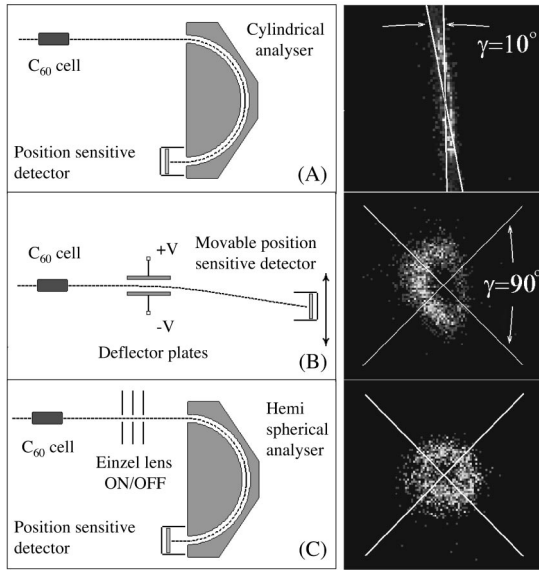 Cylindrical
analyser
C60 cell
Position sensitive
detector
(A)
γ=10°
C60 cell
+V
Movable position
sensitive detector
-V
Deflector plates
(B)
γ=90°
C60 cell
Einzel lens
ON/OFF
Hemi
spherical
analyser
Position sensitive
detector
(C)